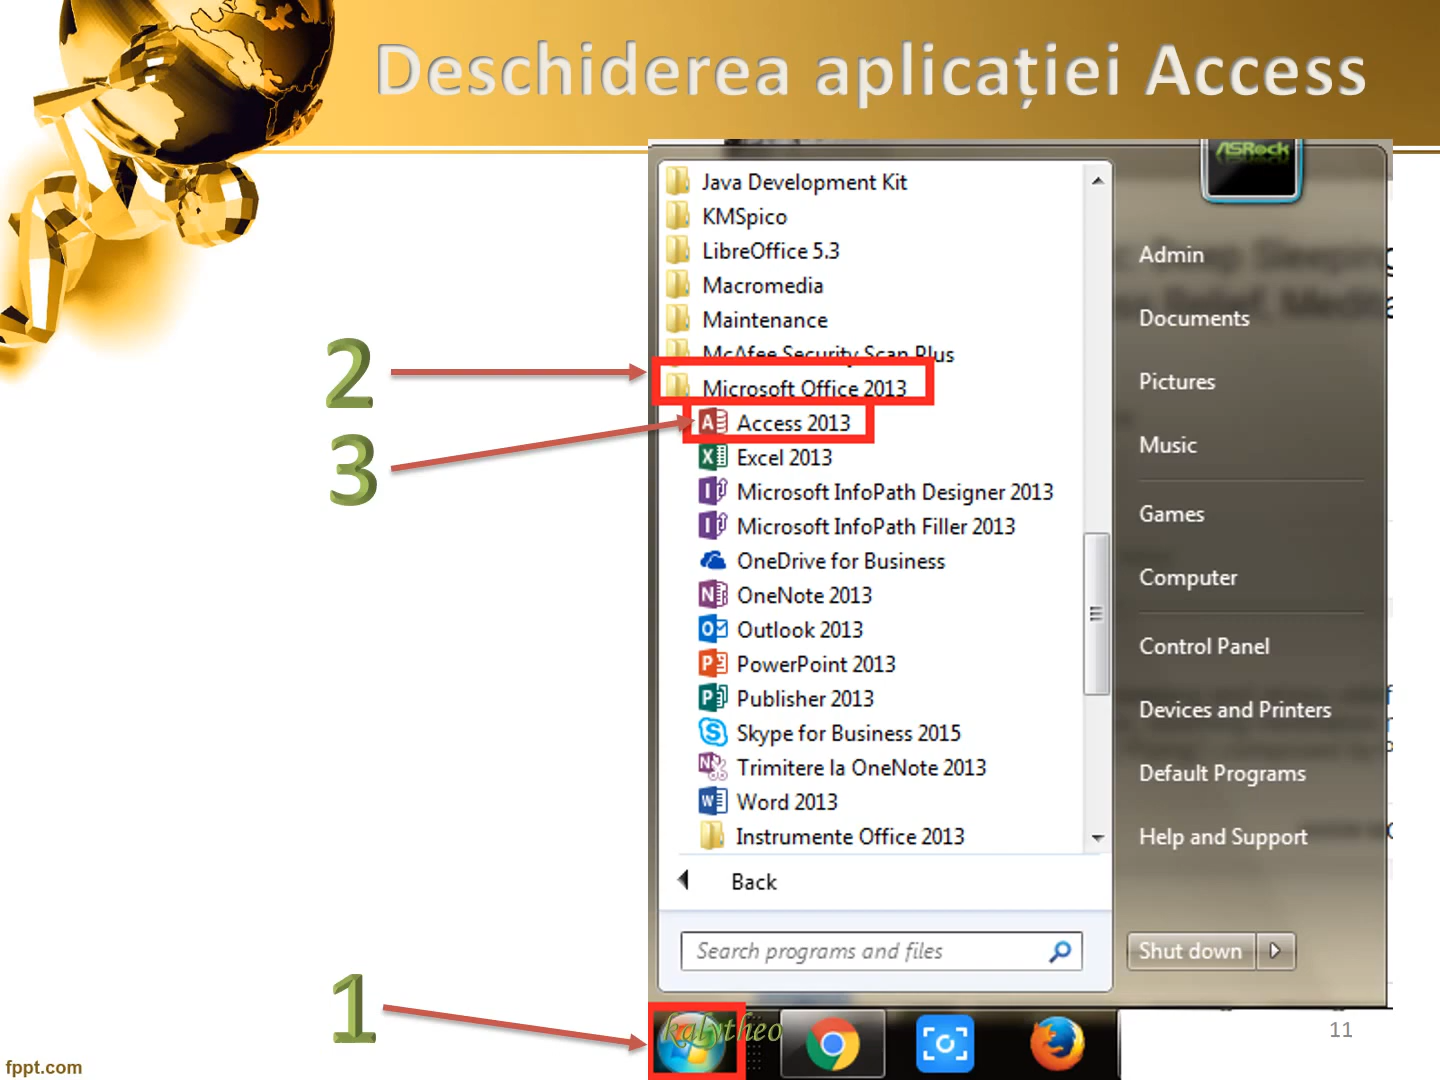 Deschiderea aplicației Access
ASRock
Java Development Kit
KMSpico
LibreOffice 5.3
Macromedia
Maintenance
McAfee Security Scan Plus
Microsoft Office 2013
Access 2013
Excel 2013
Microsoft InfoPath Designer 2013
Microsoft InfoPath Filler 2013
OneDrive for Business
OneNote 2013
Outlook 2013
PowerPoint 2013
Publisher 2013
Skype for Business 2015
Trimitere la OneNote 2013
Word 2013
Instrumente Office 2013
Back
Search programs and files
Admin
Documents
Pictures
Music
Games
Computer
Control Panel
Devices and Printers
Default Programs
Help and Support
Shut down
2
3
1
kalytheo
11
fppt.com